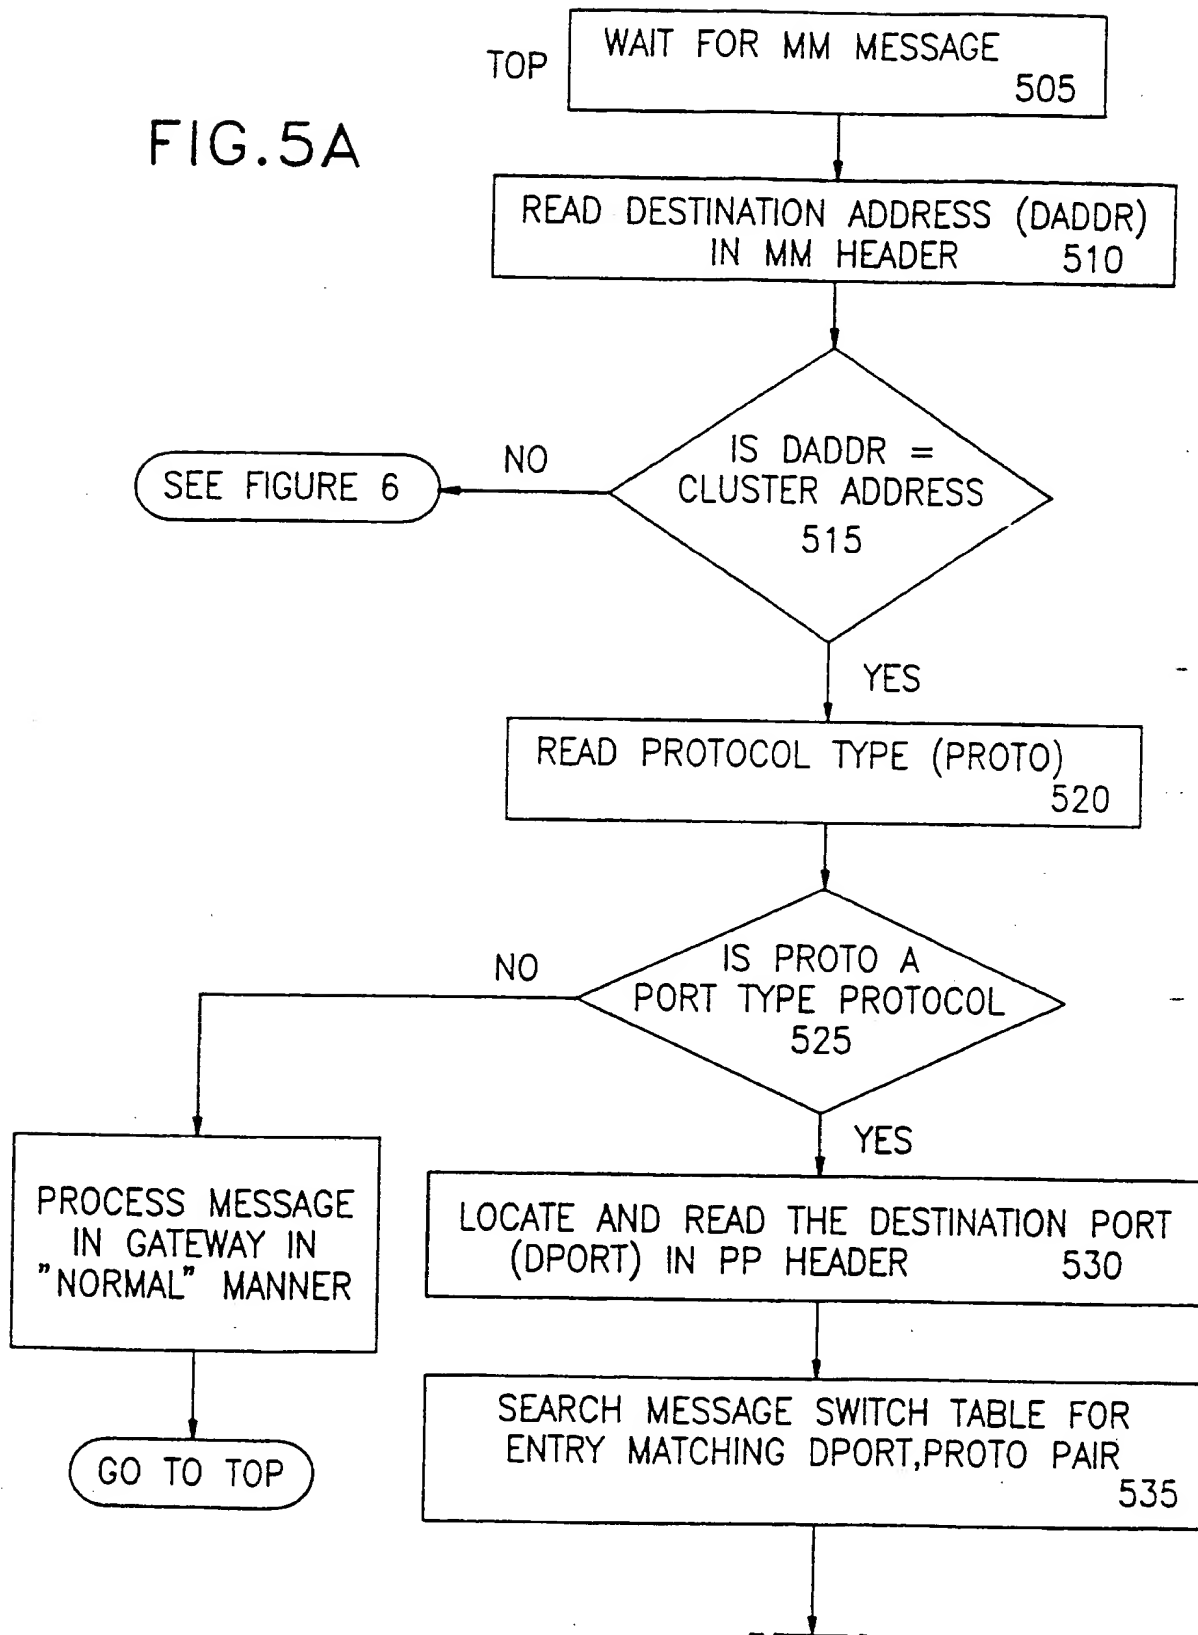 TOP
WAIT FOR MM MESSAGE
505
FIG.5A
READ DESTINATION ADDRESS (DADDR)
IN MM HEADER 510
IS DADDR =
CLUSTER ADDRESS
515
NO
SEE FIGURE 6
YES
READ PROTOCOL TYPE (PROTO)
520
IS PROTO A
PORT TYPE PROTOCOL
525
NO
YES
PROCESS MESSAGE
IN GATEWAY IN
"NORMAL" MANNER
GO TO TOP
LOCATE AND READ THE DESTINATION PORT
(DPORT) IN PP HEADER 530
SEARCH MESSAGE SWITCH TABLE FOR
ENTRY MATCHING DPORT,PROTO PAIR
535